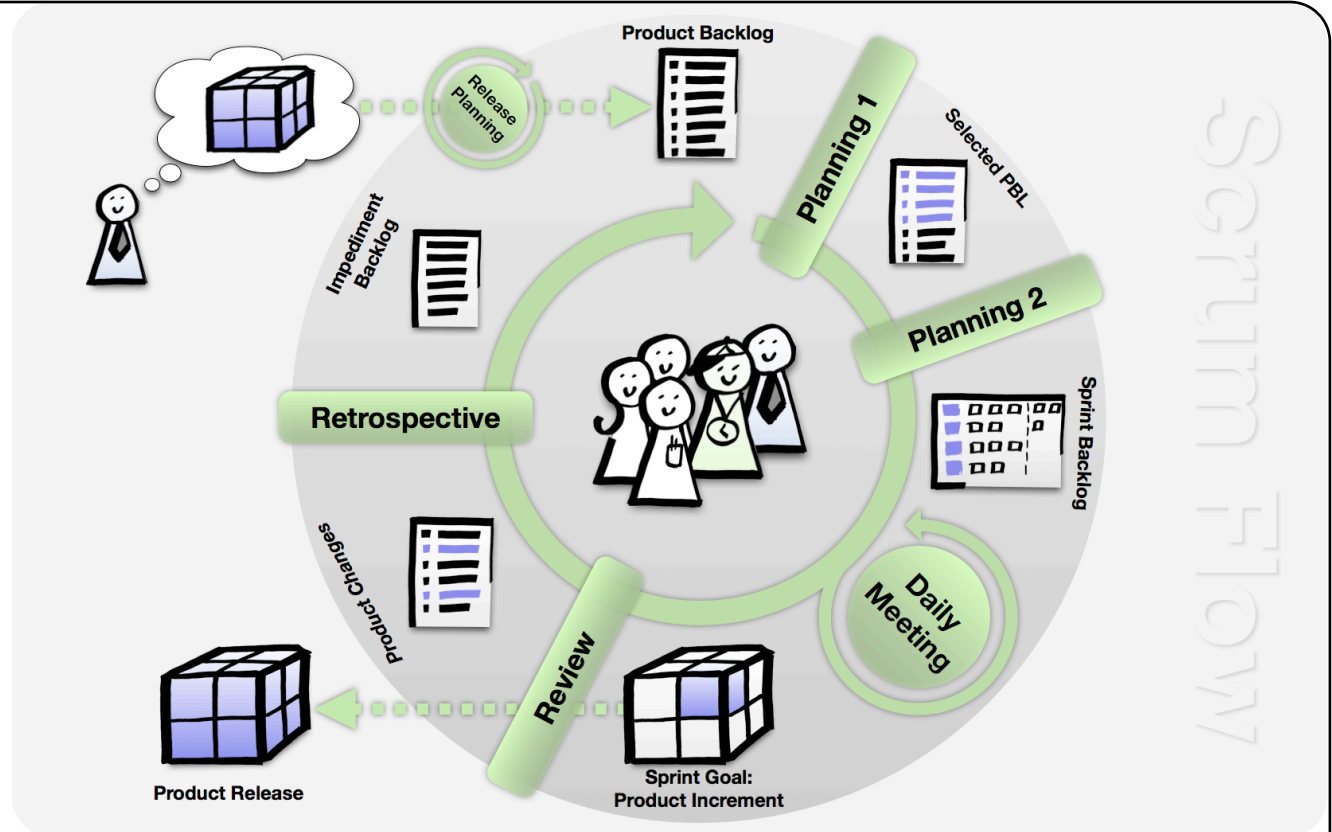 Product Backlog
Release
Planning
Planning 1
Selected PBL
Planning 2
Sprint Backlog
Daily
Meeting
Sprint Goal:
Product Increment
Review
Product Release
Product Changes
Retrospective
Impediment
Backlog
Scrum Flow